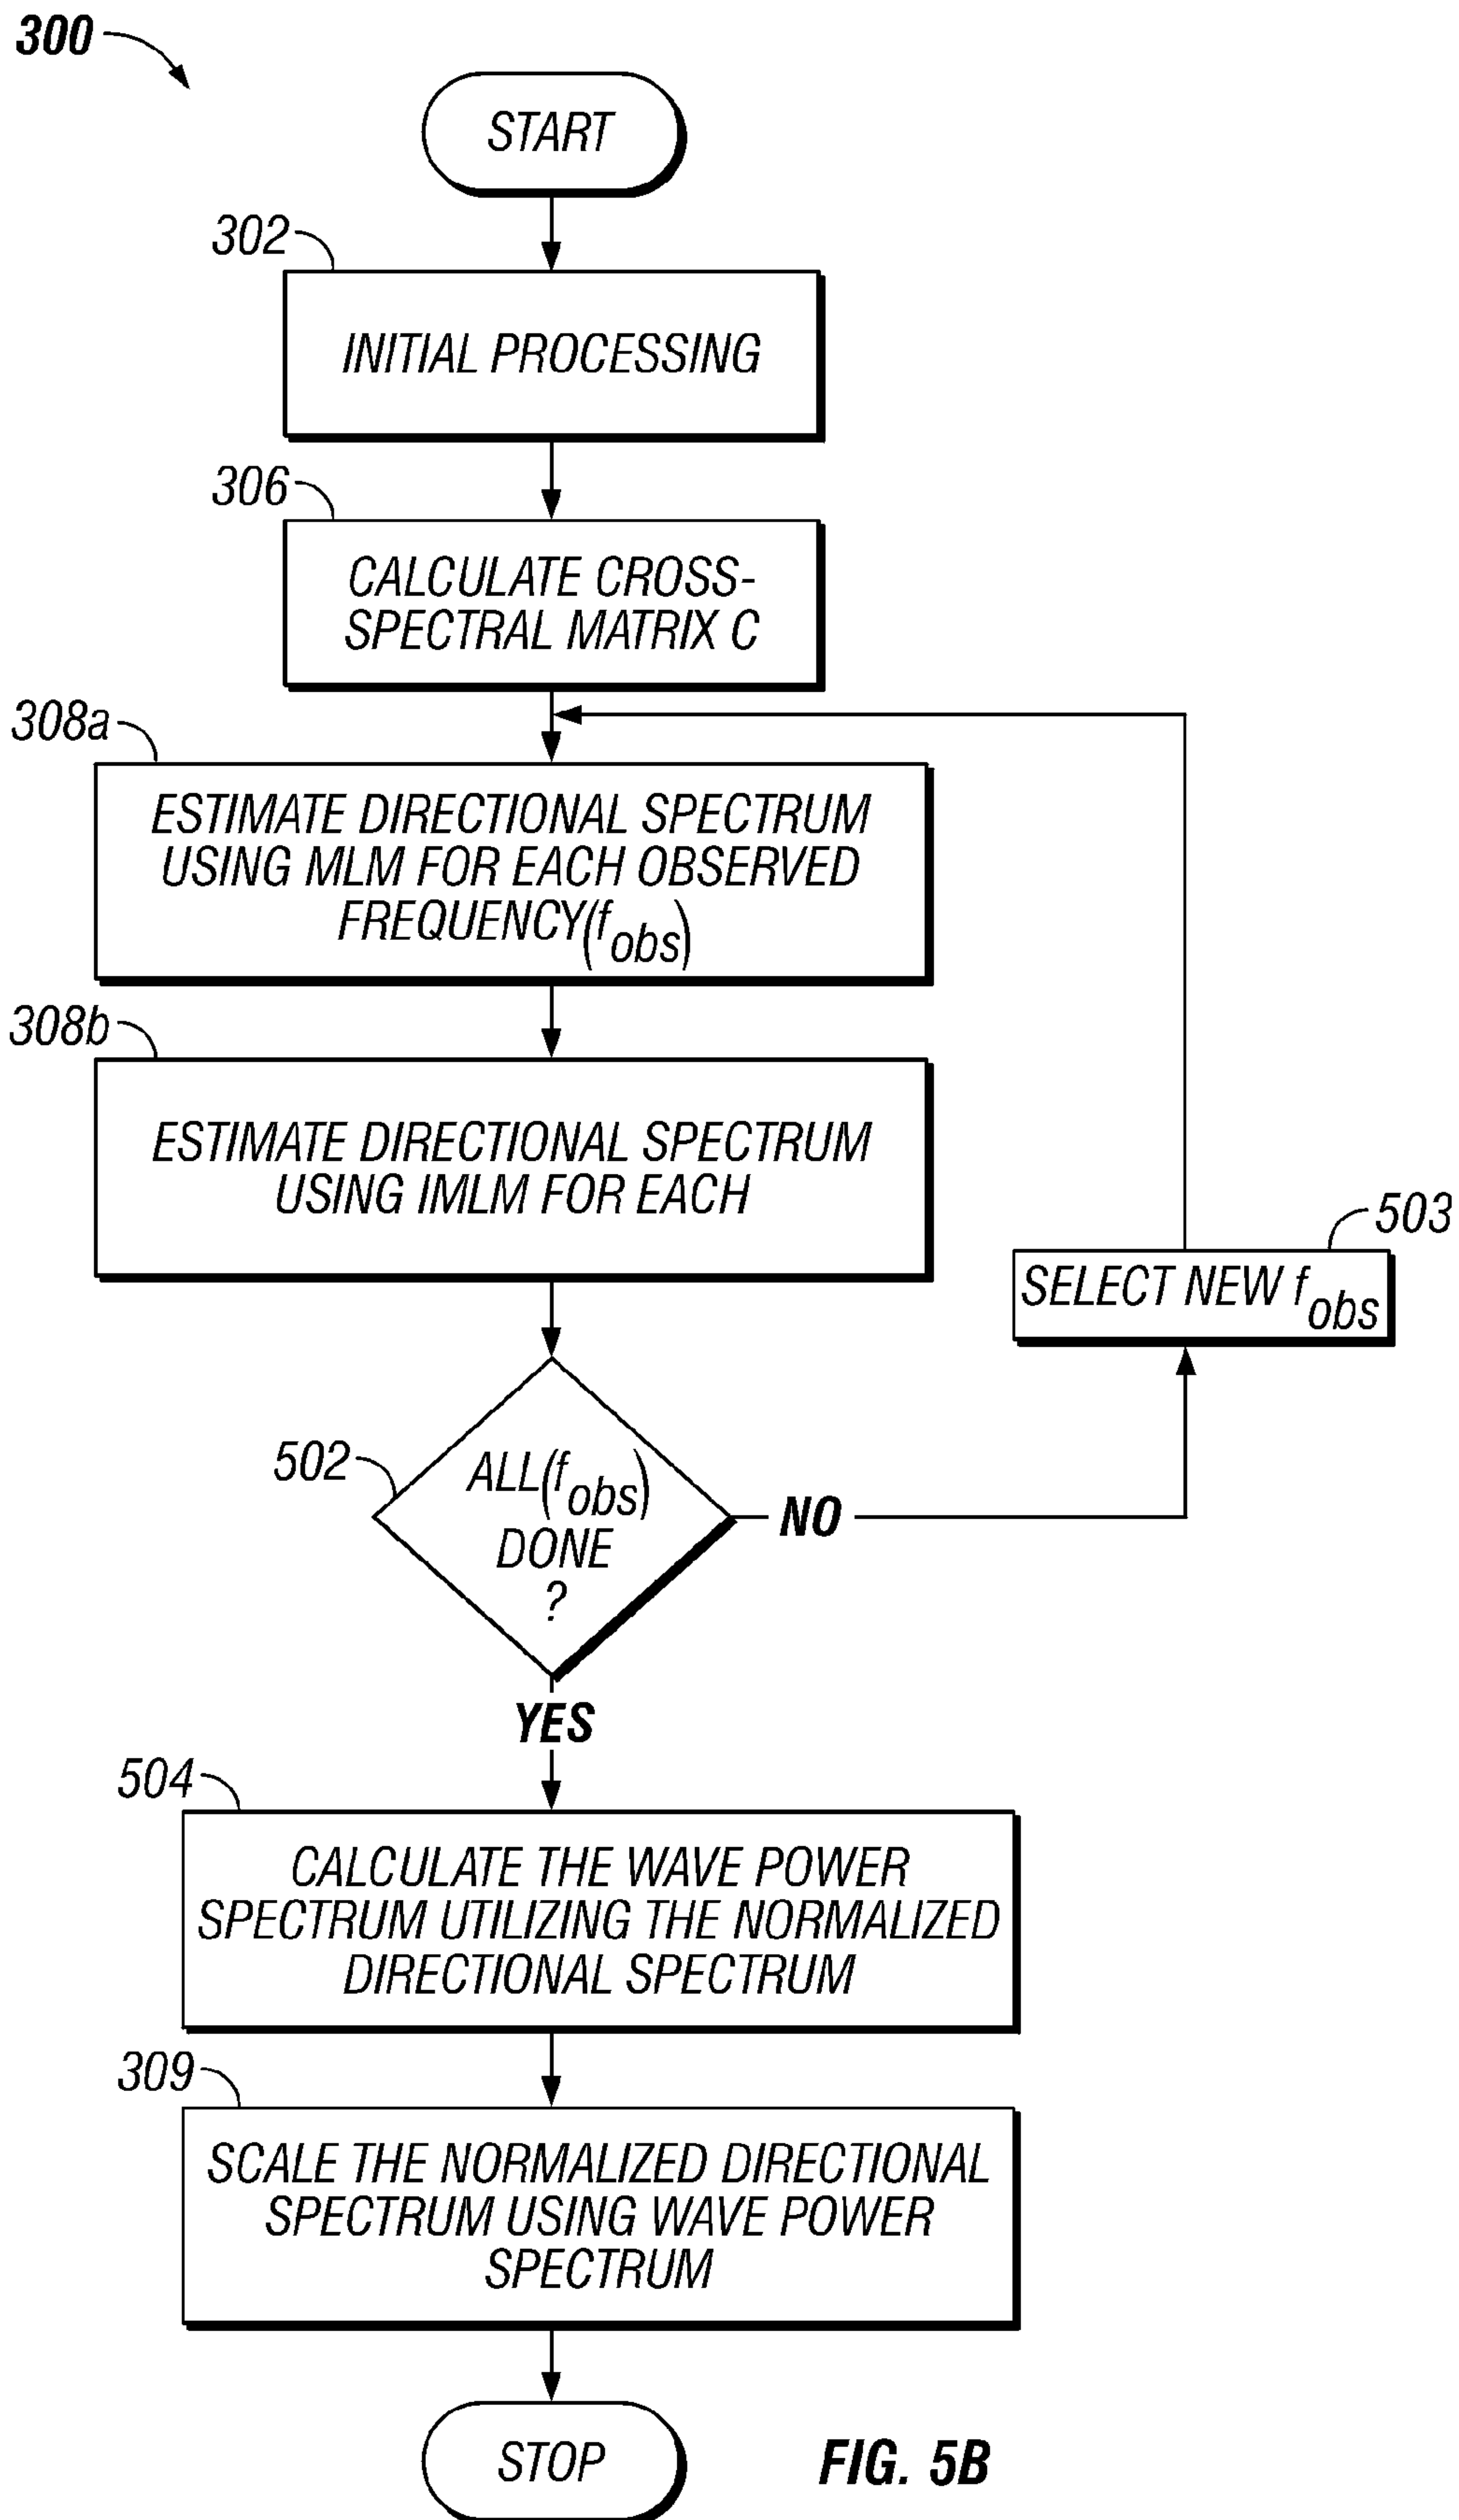 300
START
302
INITIAL PROCESSING
306
CALCULATE CROSS-
SPECTRAL MATRIX C
308a
ESTIMATE DIRECTIONAL SPECTRUM
USING MLM FOR EACH OBSERVED
FREQUENCY(f obs)
308b
ESTIMATE DIRECTIONAL SPECTRUM
USING IMLM FOR EACH
503
SELECT NEW f obs
502
ALL(f obs)
DONE
?
NO
YES
504
CALCULATE THE WAVE POWER
SPECTRUM UTILIZING THE NORMALIZED
DIRECTIONAL SPECTRUM
309
SCALE THE NORMALIZED DIRECTIONAL
SPECTRUM USING WAVE POWER
SPECTRUM
STOP
FIG. 5B